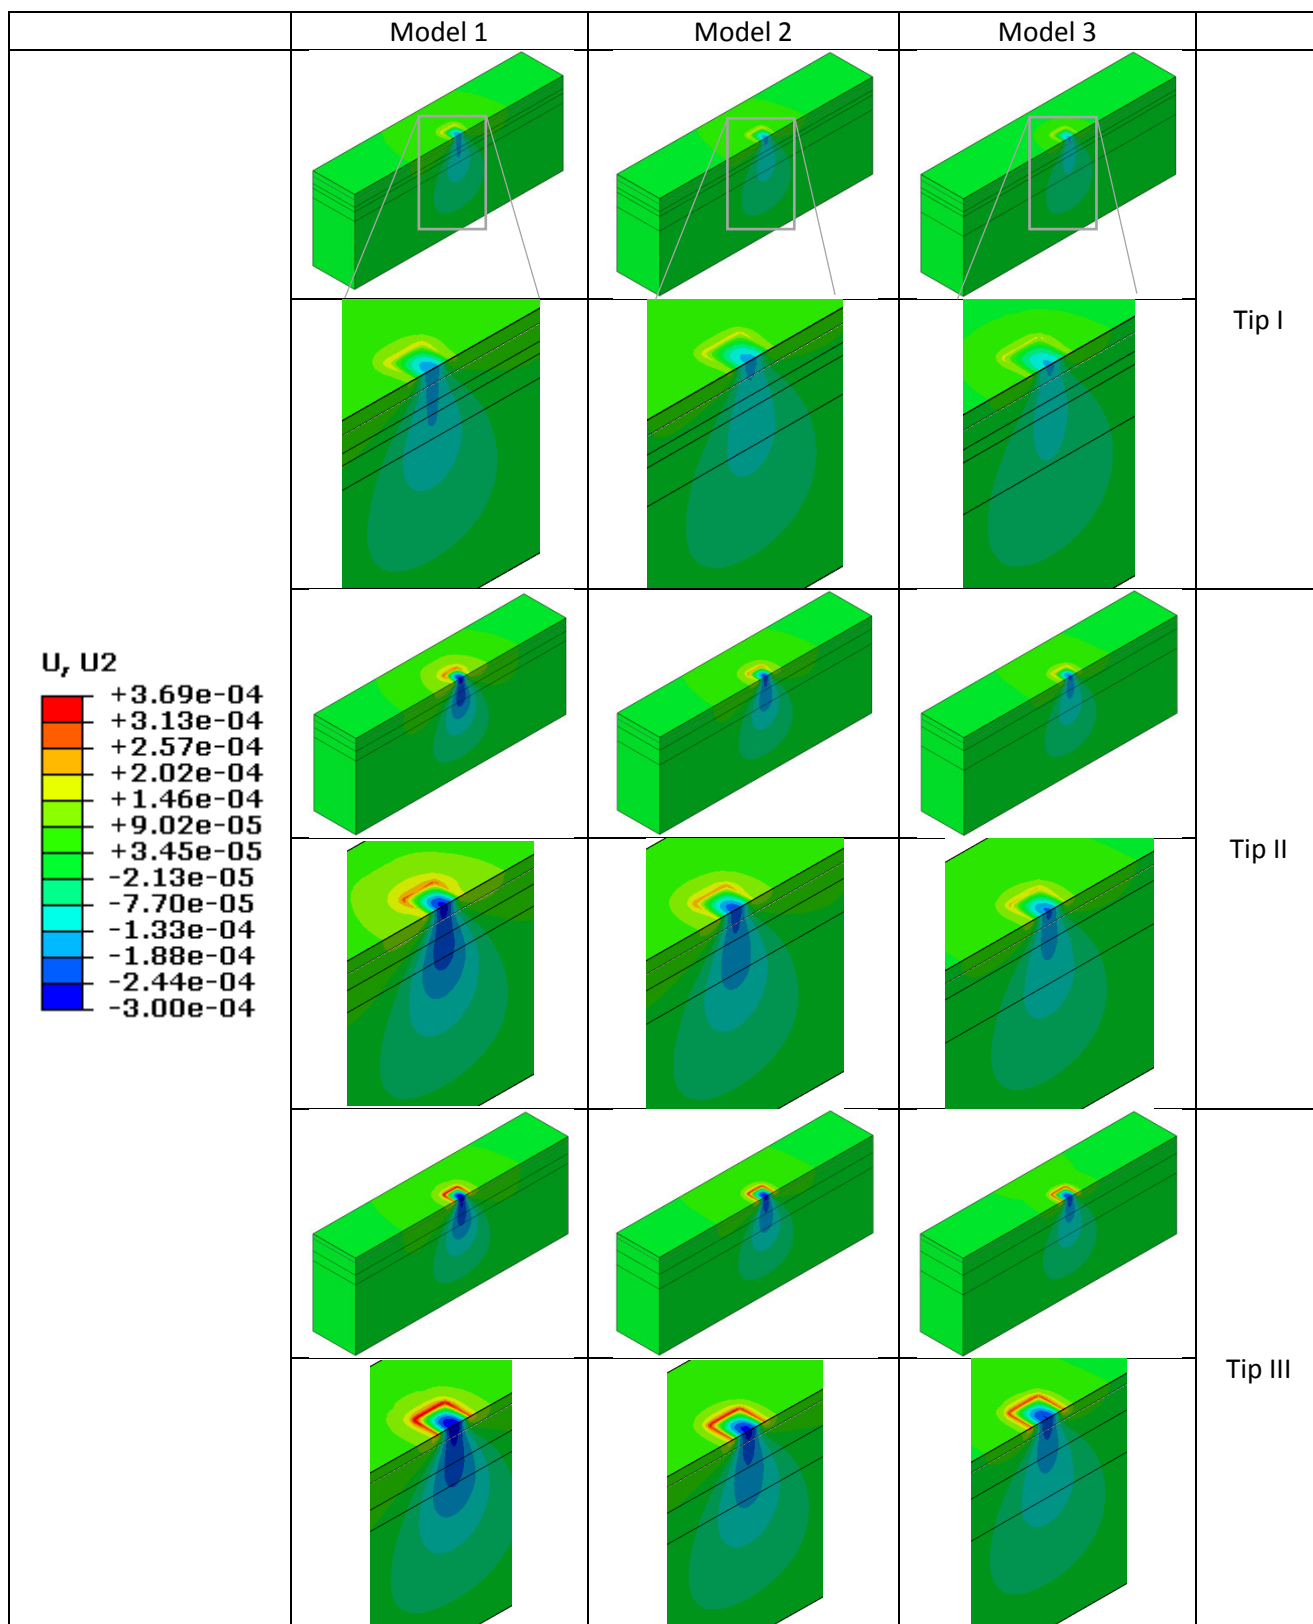 Model 1
Model 2
Model 3
Tip I
U, U2
+3.69e-04
+3.13e-04
+2.57e-04
+2.02e-04
+1.46e-04
+9.02e-05
+3.45e-05
-2.13e-05
-7.70e-05
-1.33e-04
-1.88e-04
-2.44e-04
-3.00e-04
Tip II
Tip III